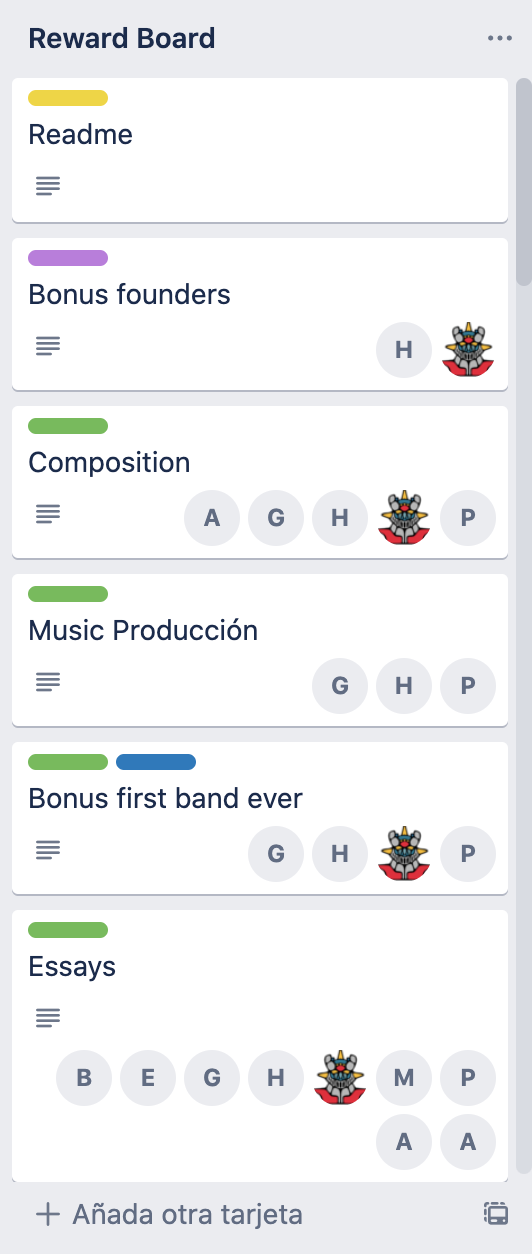 Reward Board
Readme
Bonus founders
H
Composition
A G H P
Music Producción
G H P
Bonus first band ever
G H P
Essays
B E G H M P
A A
Añada otra tarjeta